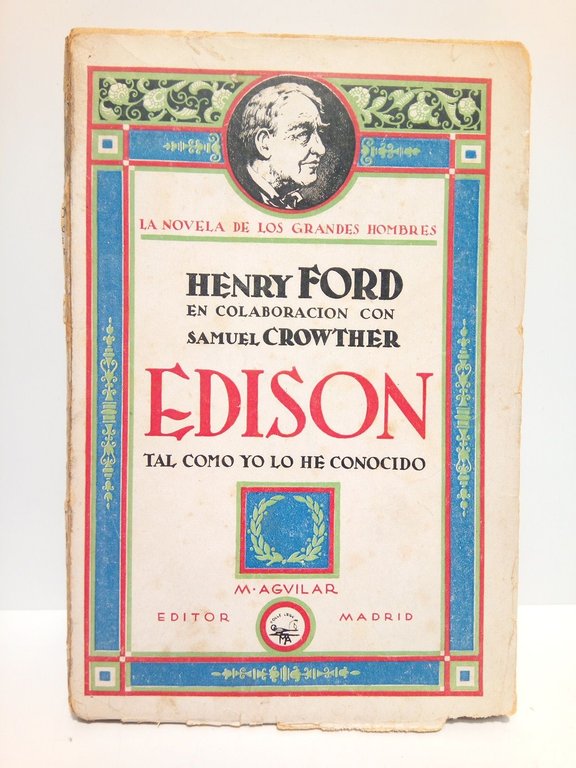 LA NOVELA DE LOS GRANDES HOMBRES
HENRY FORD
EN COLABORACION CON
SAMUEL CROWTHER
EDISON
TAL COMO YO LO HE CONOCIDO
M·AGVILAR
EDITOR MADRID